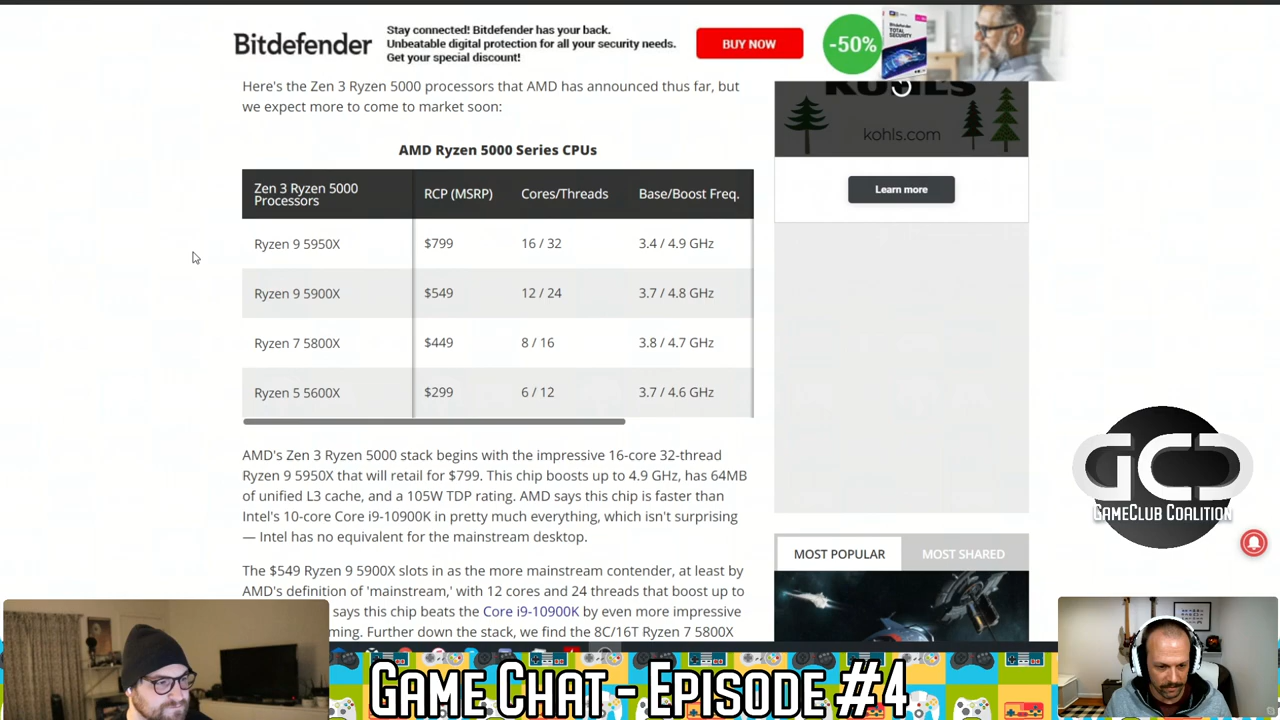 Bitdefender
Stay connected! Bitdefender has your back.
Unbeatable digital protection for all your security needs.
Get your special discount!
BUY NOW
-50%
Bitdefender
TOTAL
SECURITY
Here's the Zen 3 Ryzen 5000 processors that AMD has announced thus far, but
we expect more to come to market soon:
KOHLS
kohls.com
Learn more
AMD Ryzen 5000 Series CPUs
Zen 3 Ryzen 5000 Processors RCP (MSRP) Cores/Threads Base/Boost Freq.
Ryzen 9 5950X $799 16 / 32 3.4 / 4.9 GHz
Ryzen 9 5900X $549 12 / 24 3.7 / 4.8 GHz
Ryzen 7 5800X $449 8 / 16 3.8 / 4.7 GHz
Ryzen 5 5600X $299 6 / 12 3.7 / 4.6 GHz
AMD's Zen 3 Ryzen 5000 stack begins with the impressive 16-core 32-thread
Ryzen 9 5950X that will retail for $799. This chip boosts up to 4.9 GHz, has 64MB
of unified L3 cache, and a 105W TDP rating. AMD says this chip is faster than
Intel's 10-core Core i9-10900K in pretty much everything, which isn't surprising
— Intel has no equivalent for the mainstream desktop.
The $549 Ryzen 9 5900X slots in as the more mainstream contender, at least by
AMD's definition of 'mainstream,' with 12 cores and 24 threads that boost up to
says this chip beats the Core i9-10900K by even more impressive
ming. Further down the stack, we find the 8C/16T Ryzen 7 5800X
MOST POPULAR
MOST SHARED
GCC
GAMECLUB COALITION
GAME CHAT - EPISODE #4